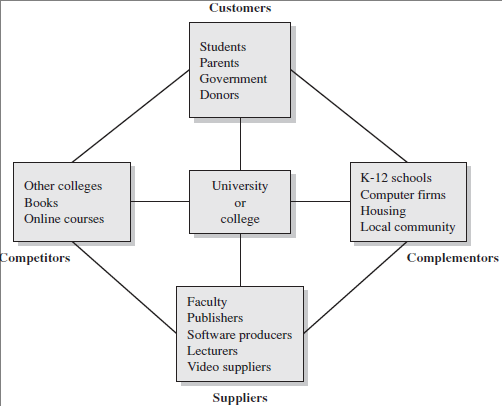 Customers
Students
Parents
Government
Donors
Other colleges
Books
Online courses
Competitors
University
or
college
K-12 schools
Computer firms
Housing
Local community
Complementors
Faculty
Publishers
Software producers
Lecturers
Video suppliers
Suppliers